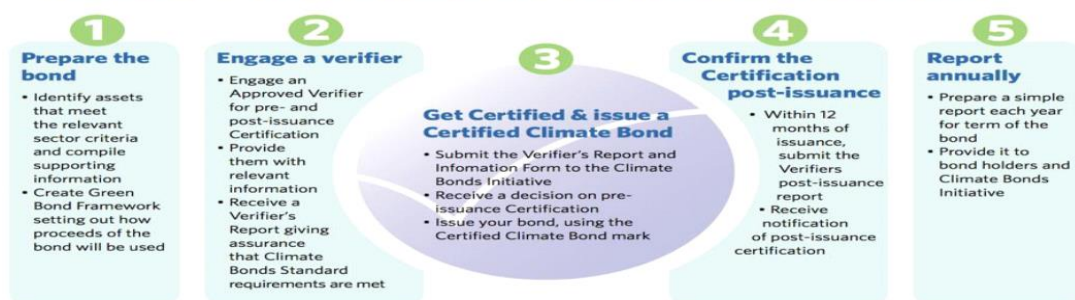 1
Prepare the
bond
• Identify assets
that meet
the relevant
sector criteria
and compile
supporting
information
• Create Green
Bond Framework
setting out how
proceeds of the
bond will be used
2
Engage a verifier
• Engage an
Approved Verifier
for pre- and
post-issuance
Certification
• Provide
them with
relevant
information
• Receive a
Verifier's
Report giving
assurance
that Climate
Bonds Standard
requirements are met
3
Get Certified & issue a
Certified Climate Bond
• Submit the Verifier's Report and
Infomation Form to the Climate
Bonds Initiative
• Receive a decision on pre-
issuance Certification
• Issue your bond, using the
Certified Climate Bond mark
4
Confirm the
Certification
post-issuance
• Within 12
months of
issuance,
submit the
Verifiers
post-issuance
report
• Receive
notification
of post-issuance
certification
5
Report
annually
• Prepare a simple
report each year
for term of the
bond
• Provide it to
bond holders and
Climate Bonds
Initiative